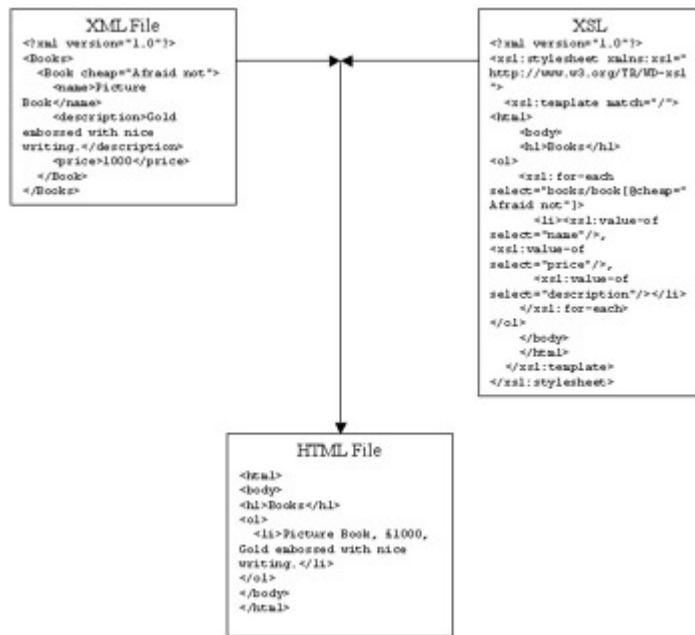 XML File
<?xml version="1.0"?>
<Books>
<Book cheap="Afraid not">
<name>Picture
Book</name>
<description>Gold
embossed with nice
writing.</description>
<price>1000</price>
</Book>
</Books>
XSL
<?xml version="1.0"?>
<xsl:stylesheet xmlns:xsl="
http://www.w3.org/TR/WD-xsl
">
<xsl:template match="/">
<html>
<body>
<h1>Books</h1>
<ol>
<xsl:for-each
select="books/book[@cheap="
Afraid not"]>
<li><xsl:value-of
select="name"/>,
<xsl:value-of
select="price"/>,
<xsl:value-of
select="description"/></li>
</xsl:for-each>
</ol>
</body>
</html>
</xsl:template>
</xsl:stylesheet>
HTML File
<html>
<body>
<h1>Books</h1>
<ol>
<li>Picture Book, £1000,
Gold embossed with nice
writing.</li>
</ol>
</body>
</html>